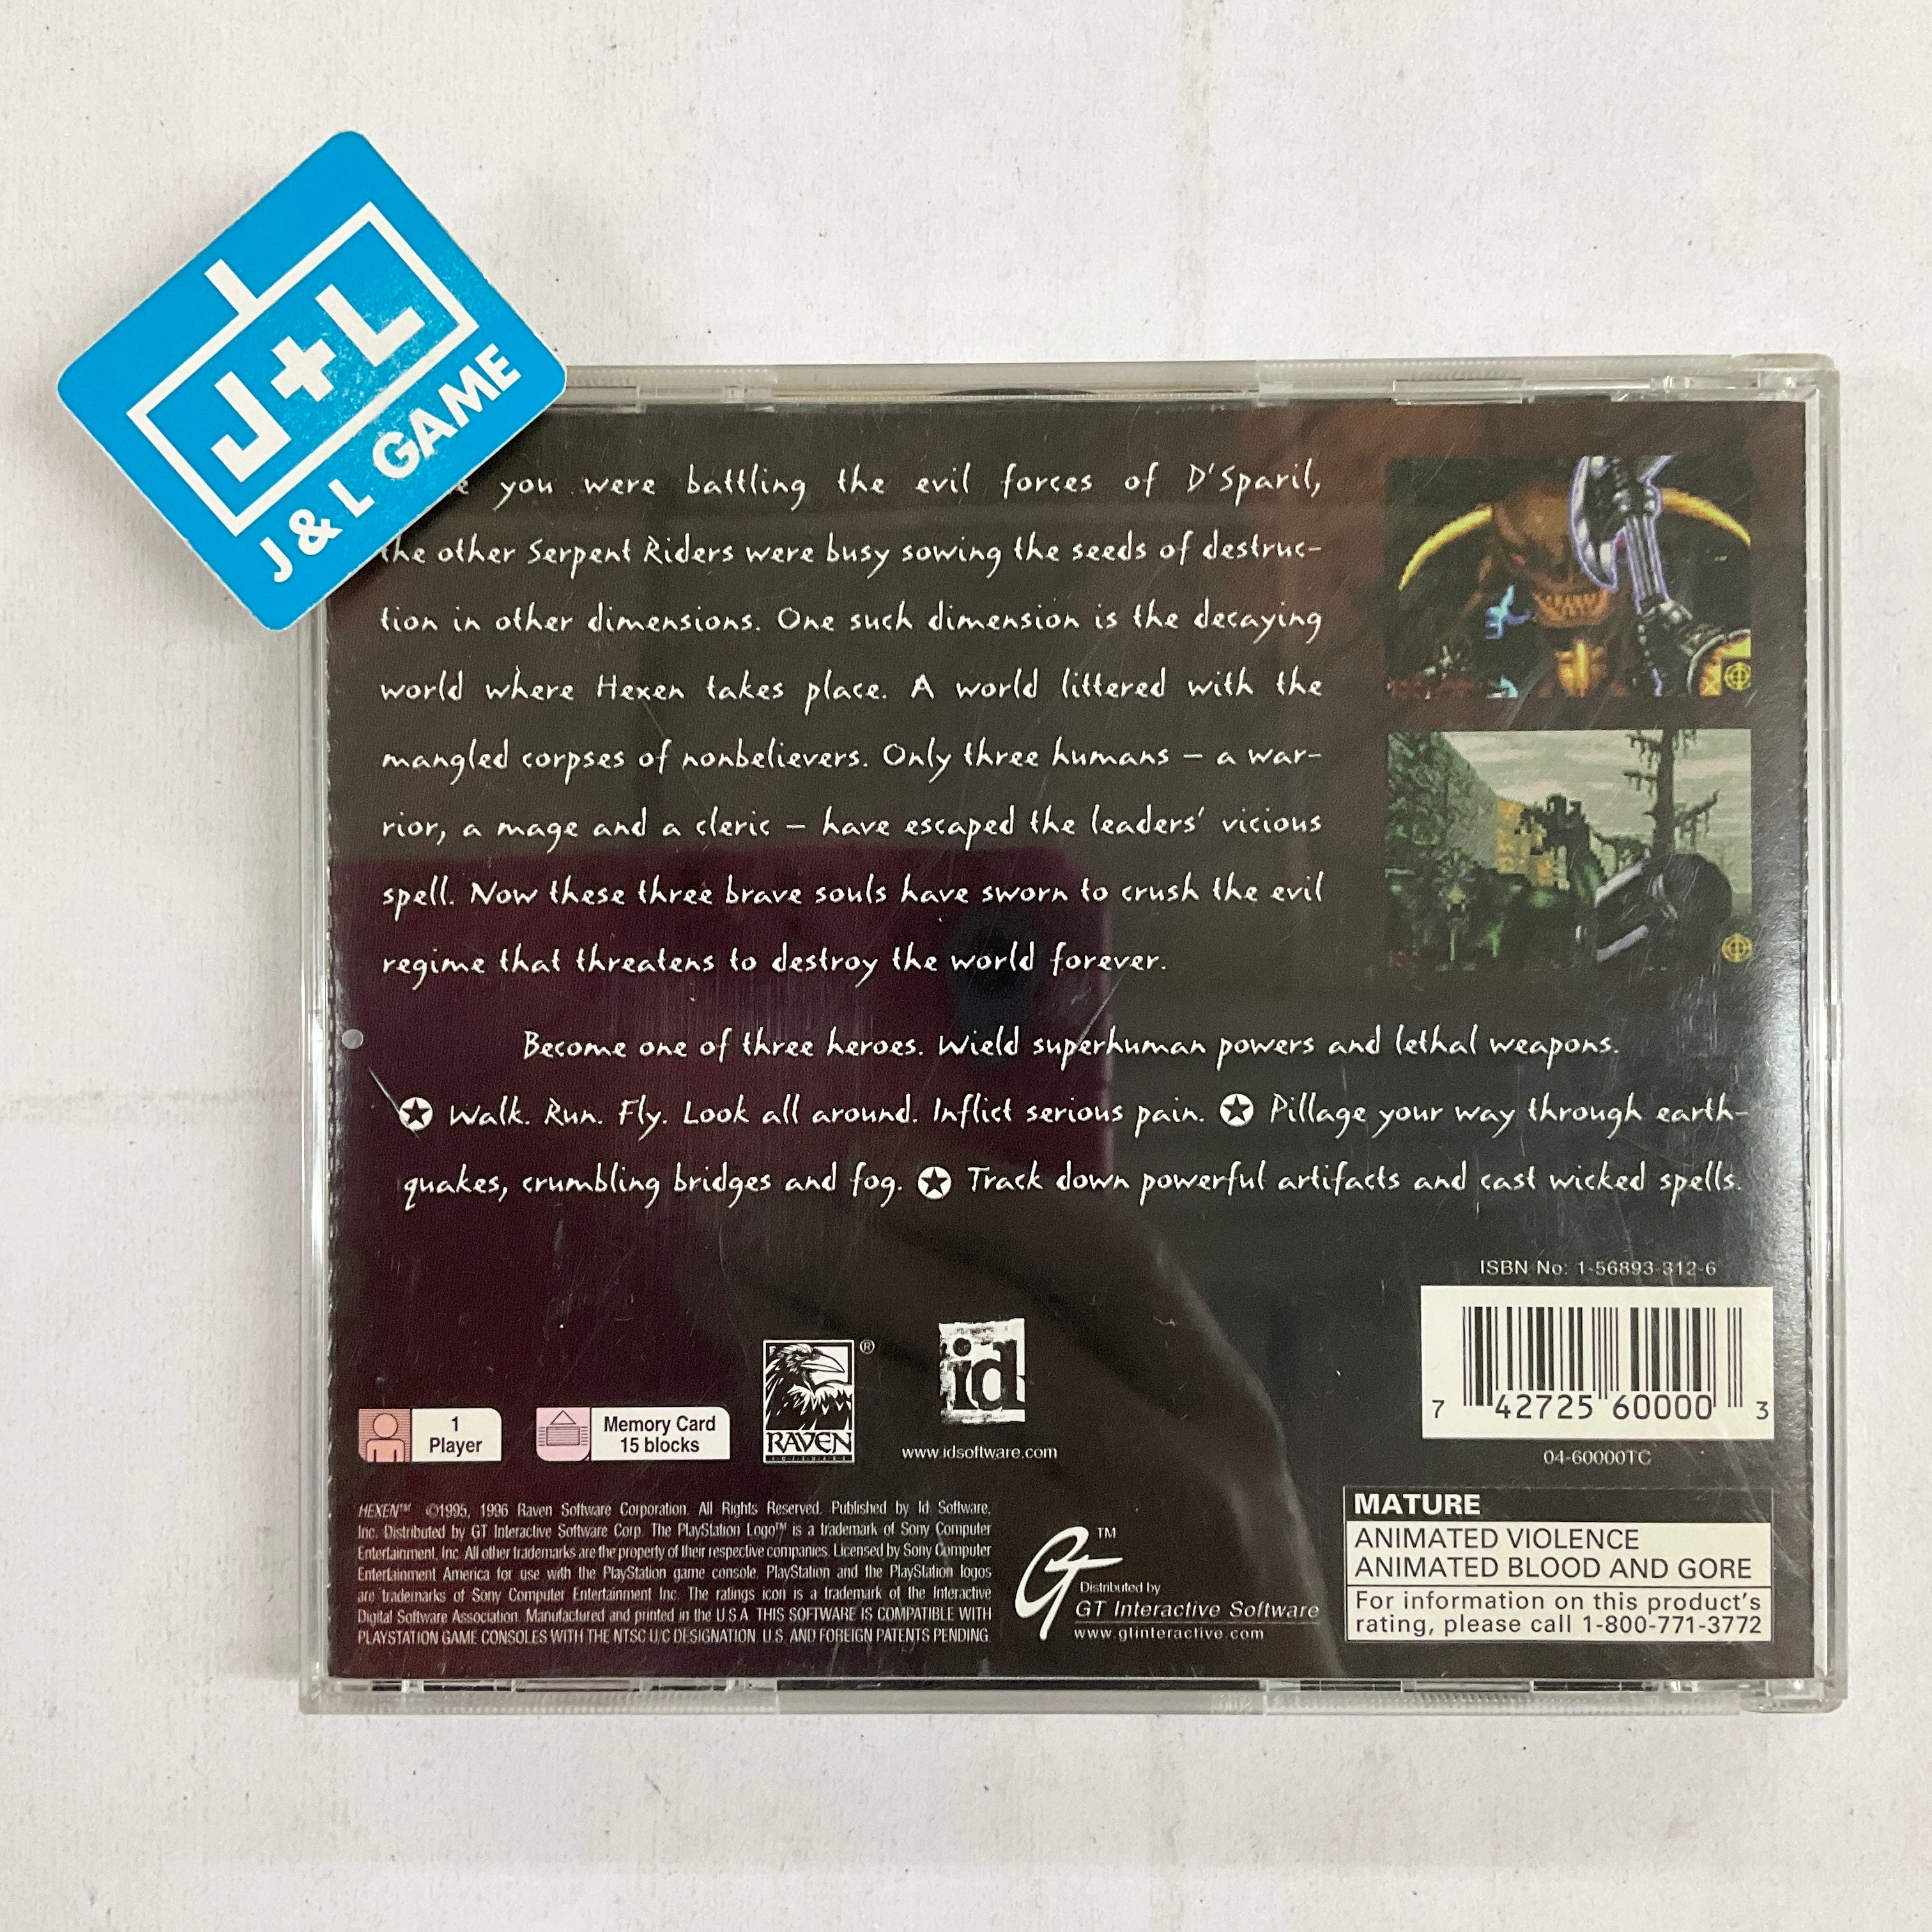 J+L
J & L GAME
you were battling the evil forces of D'Sparil,
the other Serpent Riders were busy sowing the seeds of destruc-
tion in other dimensions. One such dimension is the decaying
world where Hexen takes place. A world littered with the
mangled corpses of nonbelievers. Only three humans – a war-
rior, a mage and a cleric – have escaped the leaders' vicious
spell. Now these three brave souls have sworn to crush the evil
regime that threatens to destroy the world forever.
Become one of three heroes. Wield superhuman powers and lethal weapons.
✪ Walk. Run. Fly. Look all around. Inflict serious pain. ✪ Pillage your way through earth-
quakes, crumbling bridges and fog. ✪ Track down powerful artifacts and cast wicked spells.
ISBN No: 1-56893-312-6
7 42725 60000 3
04-60000TC
1
Player
Memory Card
15 blocks
RAVEN ®
id
www.idsoftware.com
HEXEN™ ©1995, 1996 Raven Software Corporation. All Rights Reserved. Published by Id Software,
Inc. Distributed by GT Interactive Software Corp. The PlayStation Logo™ is a trademark of Sony Computer
Entertainment, Inc. All other trademarks are the property of their respective companies. Licensed by Sony Computer
Entertainment America for use with the PlayStation game console. PlayStation and the PlayStation logos
are trademarks of Sony Computer Entertainment Inc. The ratings icon is a trademark of the Interactive
Digital Software Association. Manufactured and printed in the U.S.A. THIS SOFTWARE IS COMPATIBLE WITH
PLAYSTATION GAME CONSOLES WITH THE NTSC U/C DESIGNATION. U.S. AND FOREIGN PATENTS PENDING.
GT ™
Distributed by
GT Interactive Software
www.gtinteractive.com
MATURE
ANIMATED VIOLENCE
ANIMATED BLOOD AND GORE
For information on this product's
rating, please call 1-800-771-3772